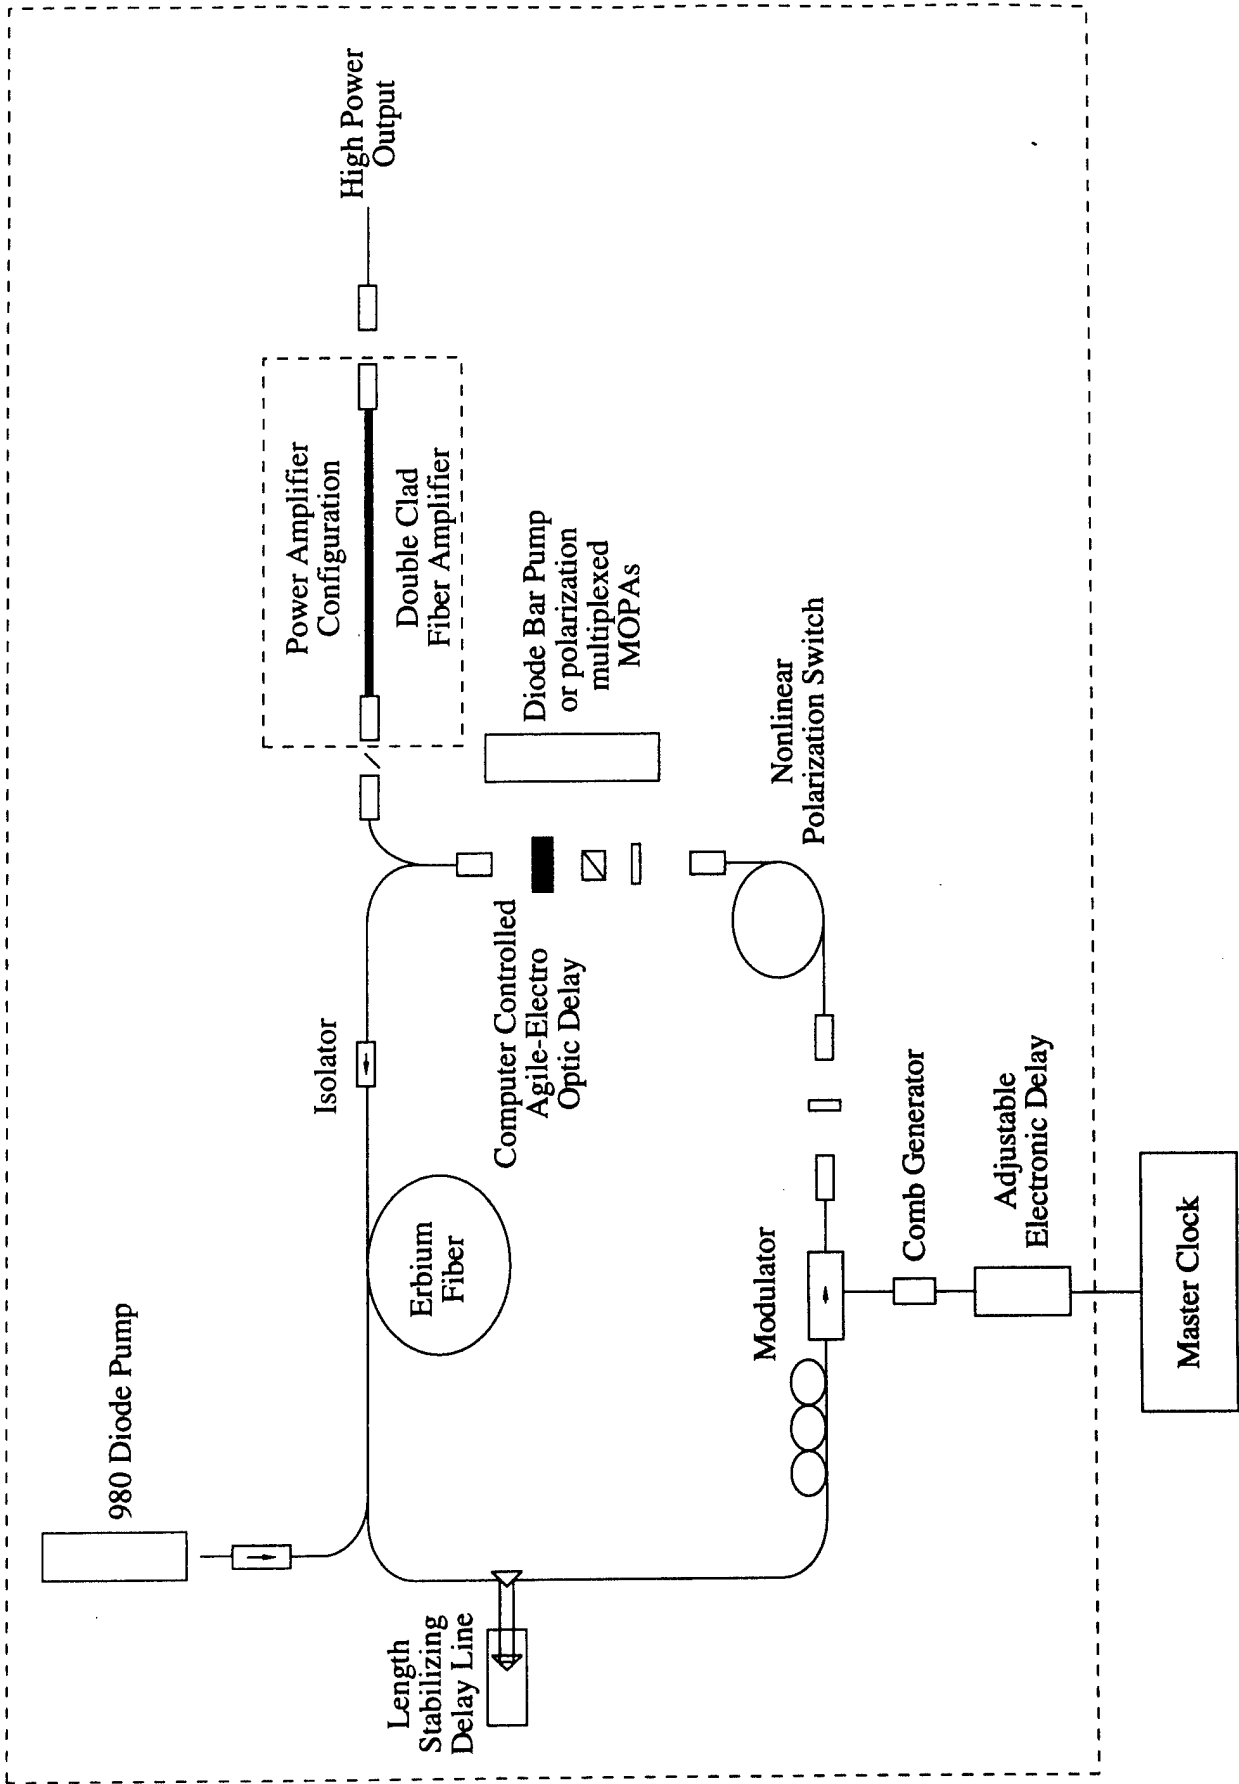 980 Diode Pump
Isolator
High Power
Output
Power Amplifier
Configuration
Double Clad
Fiber Amplifier
Erbium
Fiber
Length
Stabilizing
Delay Line
Computer Controlled
Agile-Electro
Optic Delay
Diode Bar Pump
or polarization
multiplexed
MOPAs
Modulator
Nonlinear
Polarization Switch
Comb Generator
Adjustable
Electronic Delay
Master Clock